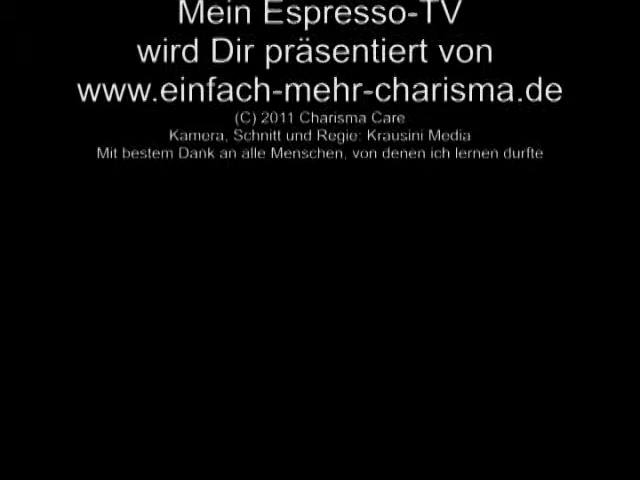 Mein Espresso-TV
wird Dir präsentiert von
www.einfach-mehr-charisma.de
(C) 2011 Charisma Care
Kamera, Schnitt und Regie: Krausini Media
Mit bestem Dank an alle Menschen, von denen ich lernen durfte